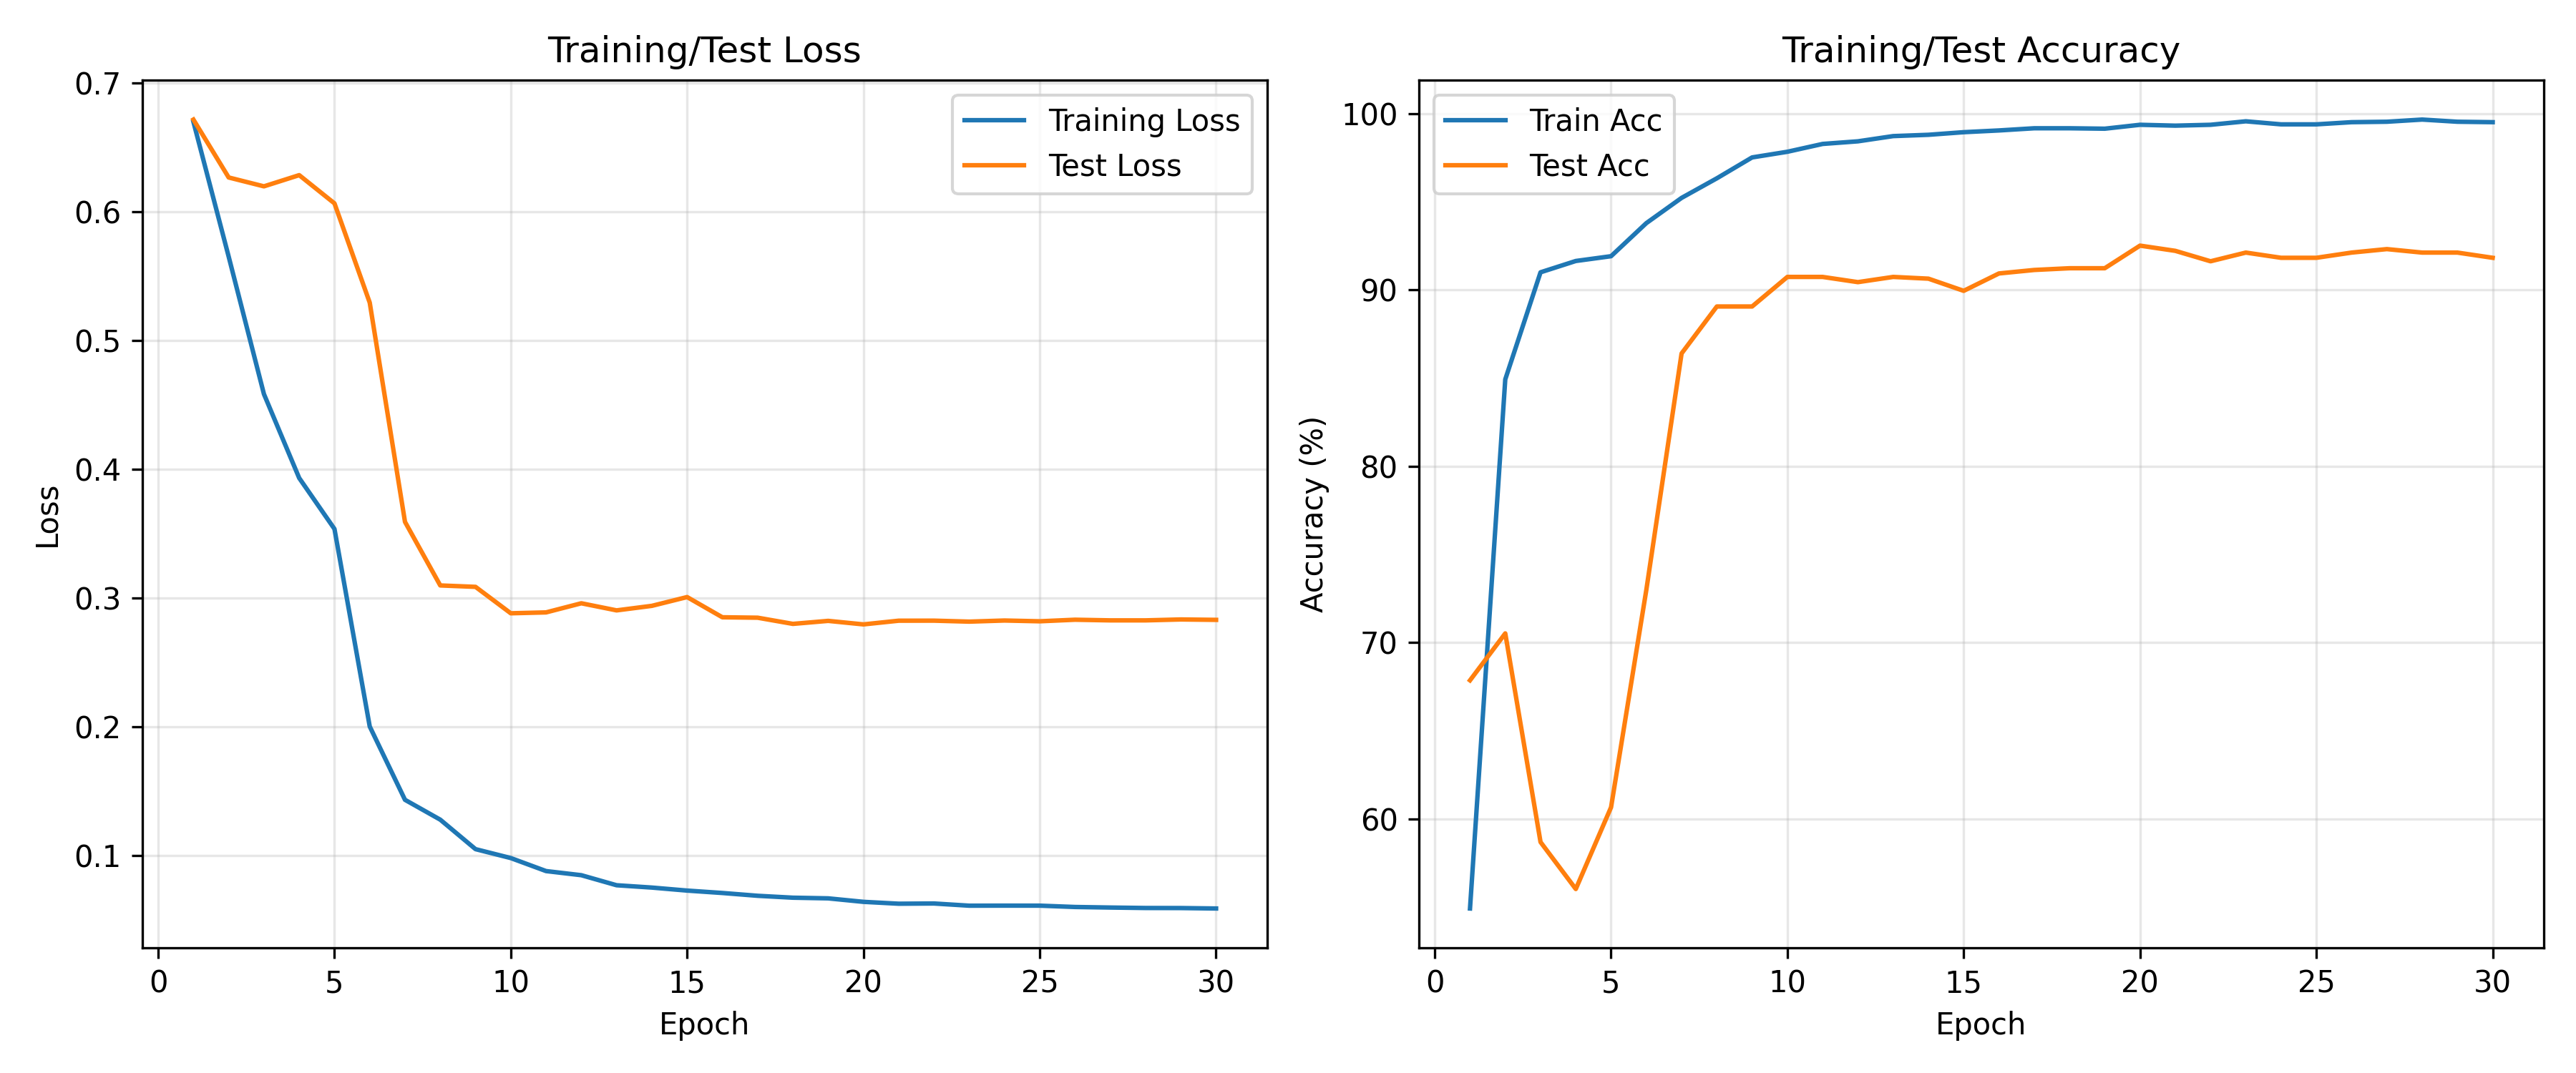 Training/Test Loss
0.7
0.6
0.5
0.4
0.3
0.2
0.1
Loss
0 5 10 15 20 25 30
Epoch
Training Loss
Test Loss
Training/Test Accuracy
100
90
80
70
60
Accuracy (%)
0 5 10 15 20 25 30
Epoch
Train Acc
Test Acc